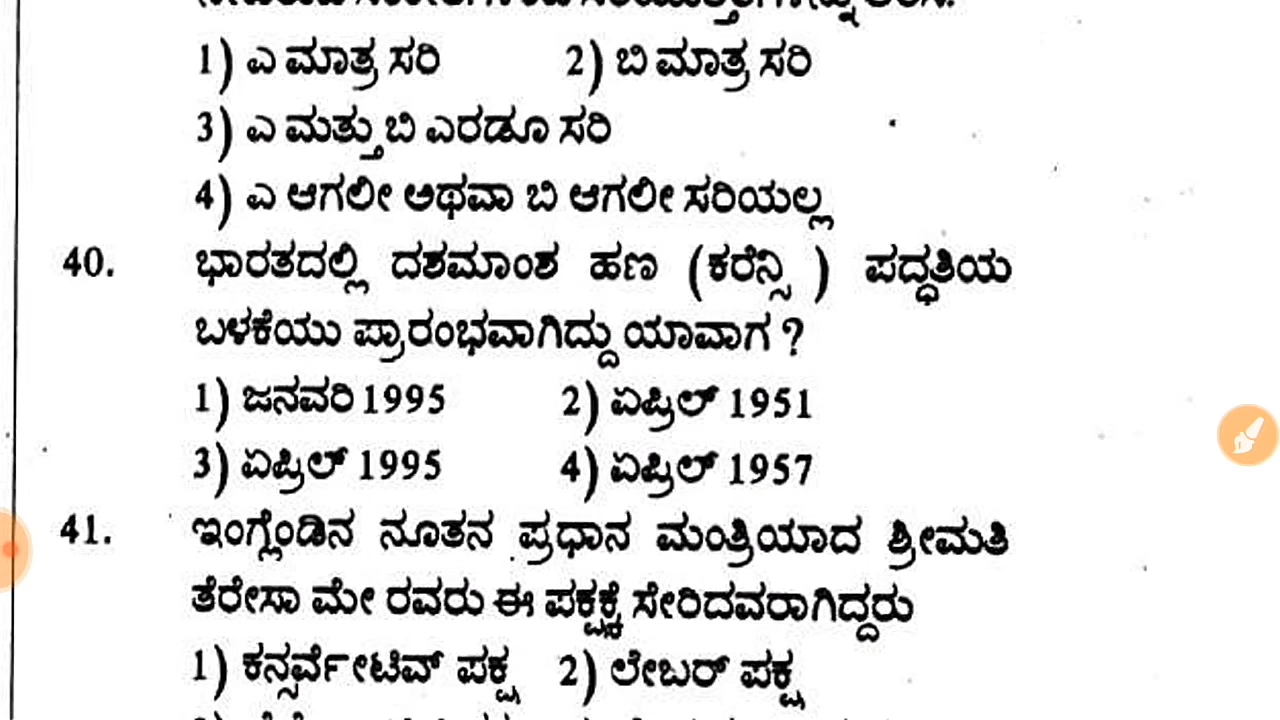 1) ಎ ಮಾತ್ರ ಸರಿ 2) ಬಿ ಮಾತ್ರ ಸರಿ
3) ಎ ಮತ್ತು ಬಿ ಎರಡೂ ಸರಿ
4) ಎ ಆಗಲೀ ಅಥವಾ ಬಿ ಆಗಲೀ ಸರಿಯಲ್ಲ
40. ಭಾರತದಲ್ಲಿ ದಶಮಾಂಶ ಹಣ (ಕರೆನ್ಸಿ ) ಪದ್ಧತಿಯ
ಬಳಕೆಯು ಪ್ರಾರಂಭವಾಗಿದ್ದು ಯಾವಾಗ ?
1) ಜನವರಿ 1995 2) ಏಪ್ರಿಲ್ 1951
3) ಏಪ್ರಿಲ್ 1995 4) ಏಪ್ರಿಲ್ 1957
41. ಇಂಗ್ಲೆಂಡಿನ ನೂತನ ಪ್ರಧಾನ ಮಂತ್ರಿಯಾದ ಶ್ರೀಮತಿ
ತೆರೇಸಾ ಮೇ ರವರು ಈ ಪಕ್ಷಕ್ಕೆ ಸೇರಿದವರಾಗಿದ್ದರು
1) ಕನ್ಸರ್ವೇಟಿವ್ ಪಕ್ಷ 2) ಲೇಬರ್ ಪಕ್ಷ